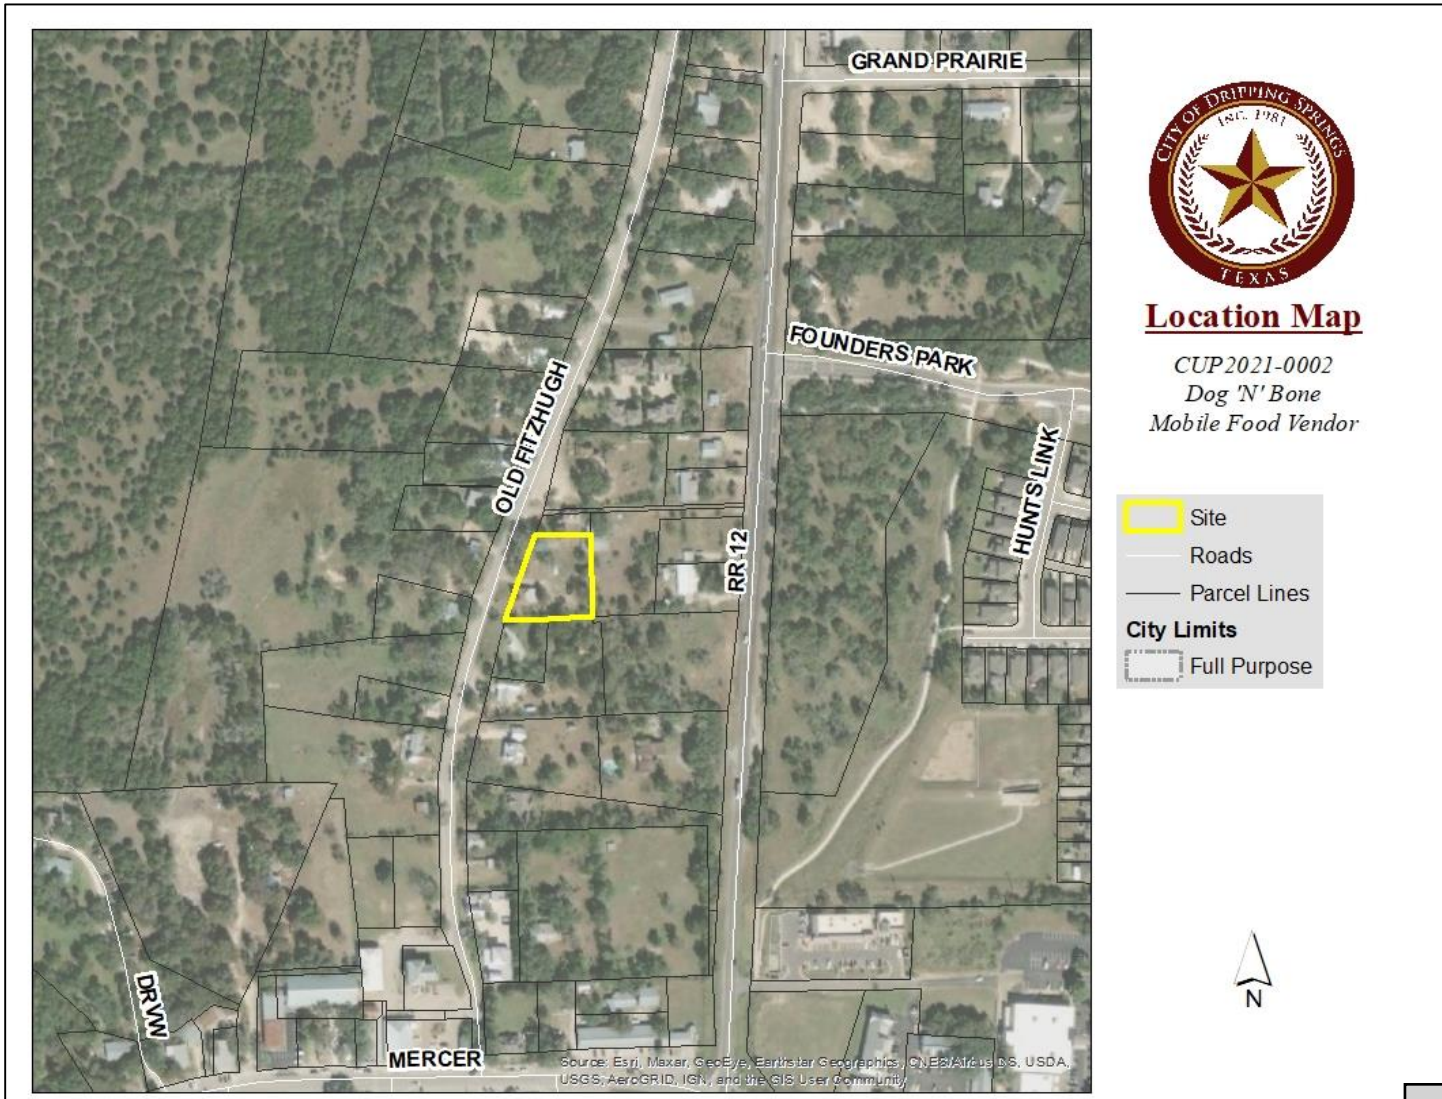 GRAND PRAIRIE
FOUNDERS PARK
OLD FITZHUGH
HUNTS LINK
RR 12
DRVW
MERCER
Source: Esri, Maxar, GeoEye, Earthstar Geographics, CNES/Airbus DS, USDA,
USGS, AeroGRID, IGN, and the GIS User Community
CITY OF DRIPPING SPRINGS
INC. 1981
TEXAS
Location Map
CUP2021-0002
Dog 'N' Bone
Mobile Food Vendor
Site
Roads
Parcel Lines
City Limits
Full Purpose
N